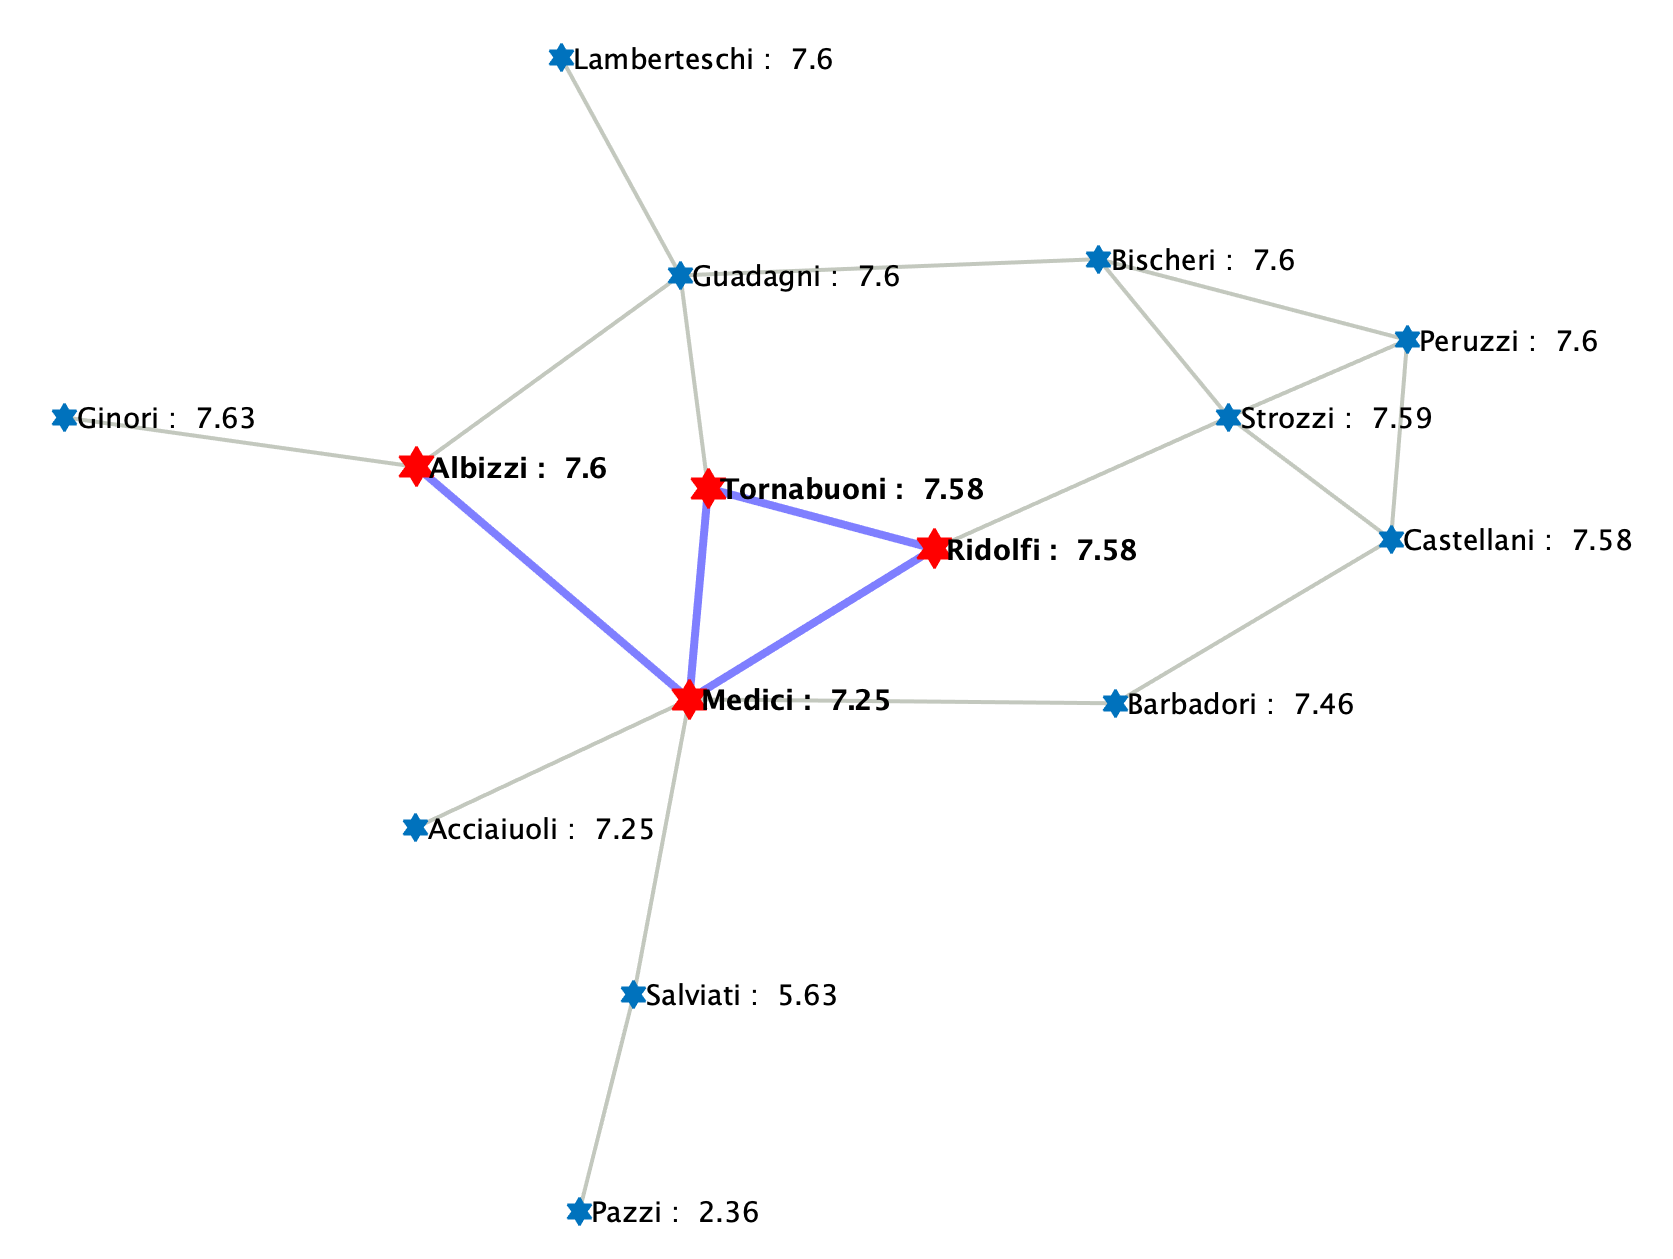 Lamberteschi :  7.6
Bischeri :  7.6
Guadagni :  7.6
Peruzzi :  7.6
Ginori :  7.63
Strozzi :  7.59
Albizzi :  7.6
Tornabuoni :  7.58
Castellani :  7.58
Ridolfi :  7.58
Medici :  7.25
Barbadori :  7.46
Acciaiuoli :  7.25
Salviati :  5.63
Pazzi :  2.36